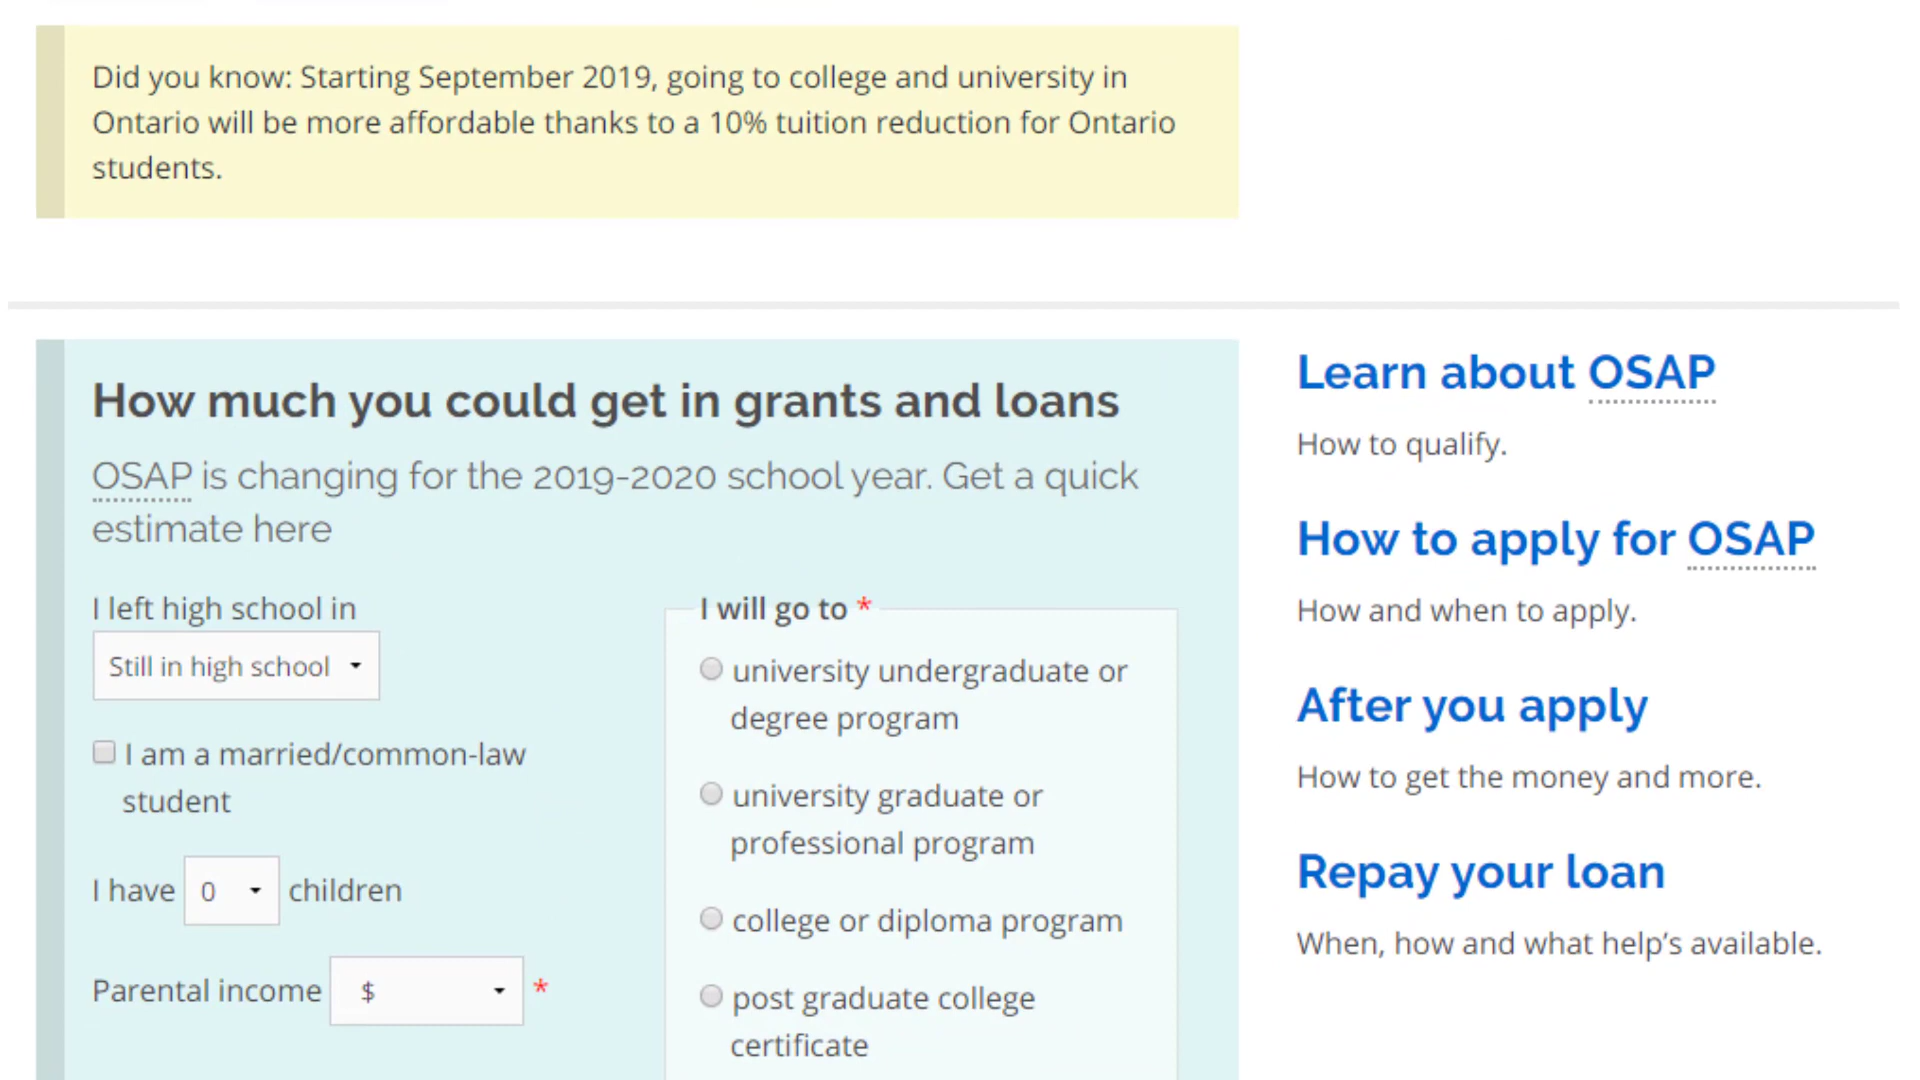 Did you know: Starting September 2019, going to college and university in
Ontario will be more affordable thanks to a 10% tuition reduction for Ontario
students.
How much you could get in grants and loans
OSAP is changing for the 2019-2020 school year. Get a quick
estimate here
I left high school in
Still in high school
I am a married/common-law
student
I have 0 children
Parental income $ *
I will go to *
university undergraduate or
degree program
university graduate or
professional program
college or diploma program
post graduate college
certificate
Learn about OSAP
How to qualify.
How to apply for OSAP
How and when to apply.
After you apply
How to get the money and more.
Repay your loan
When, how and what help's available.